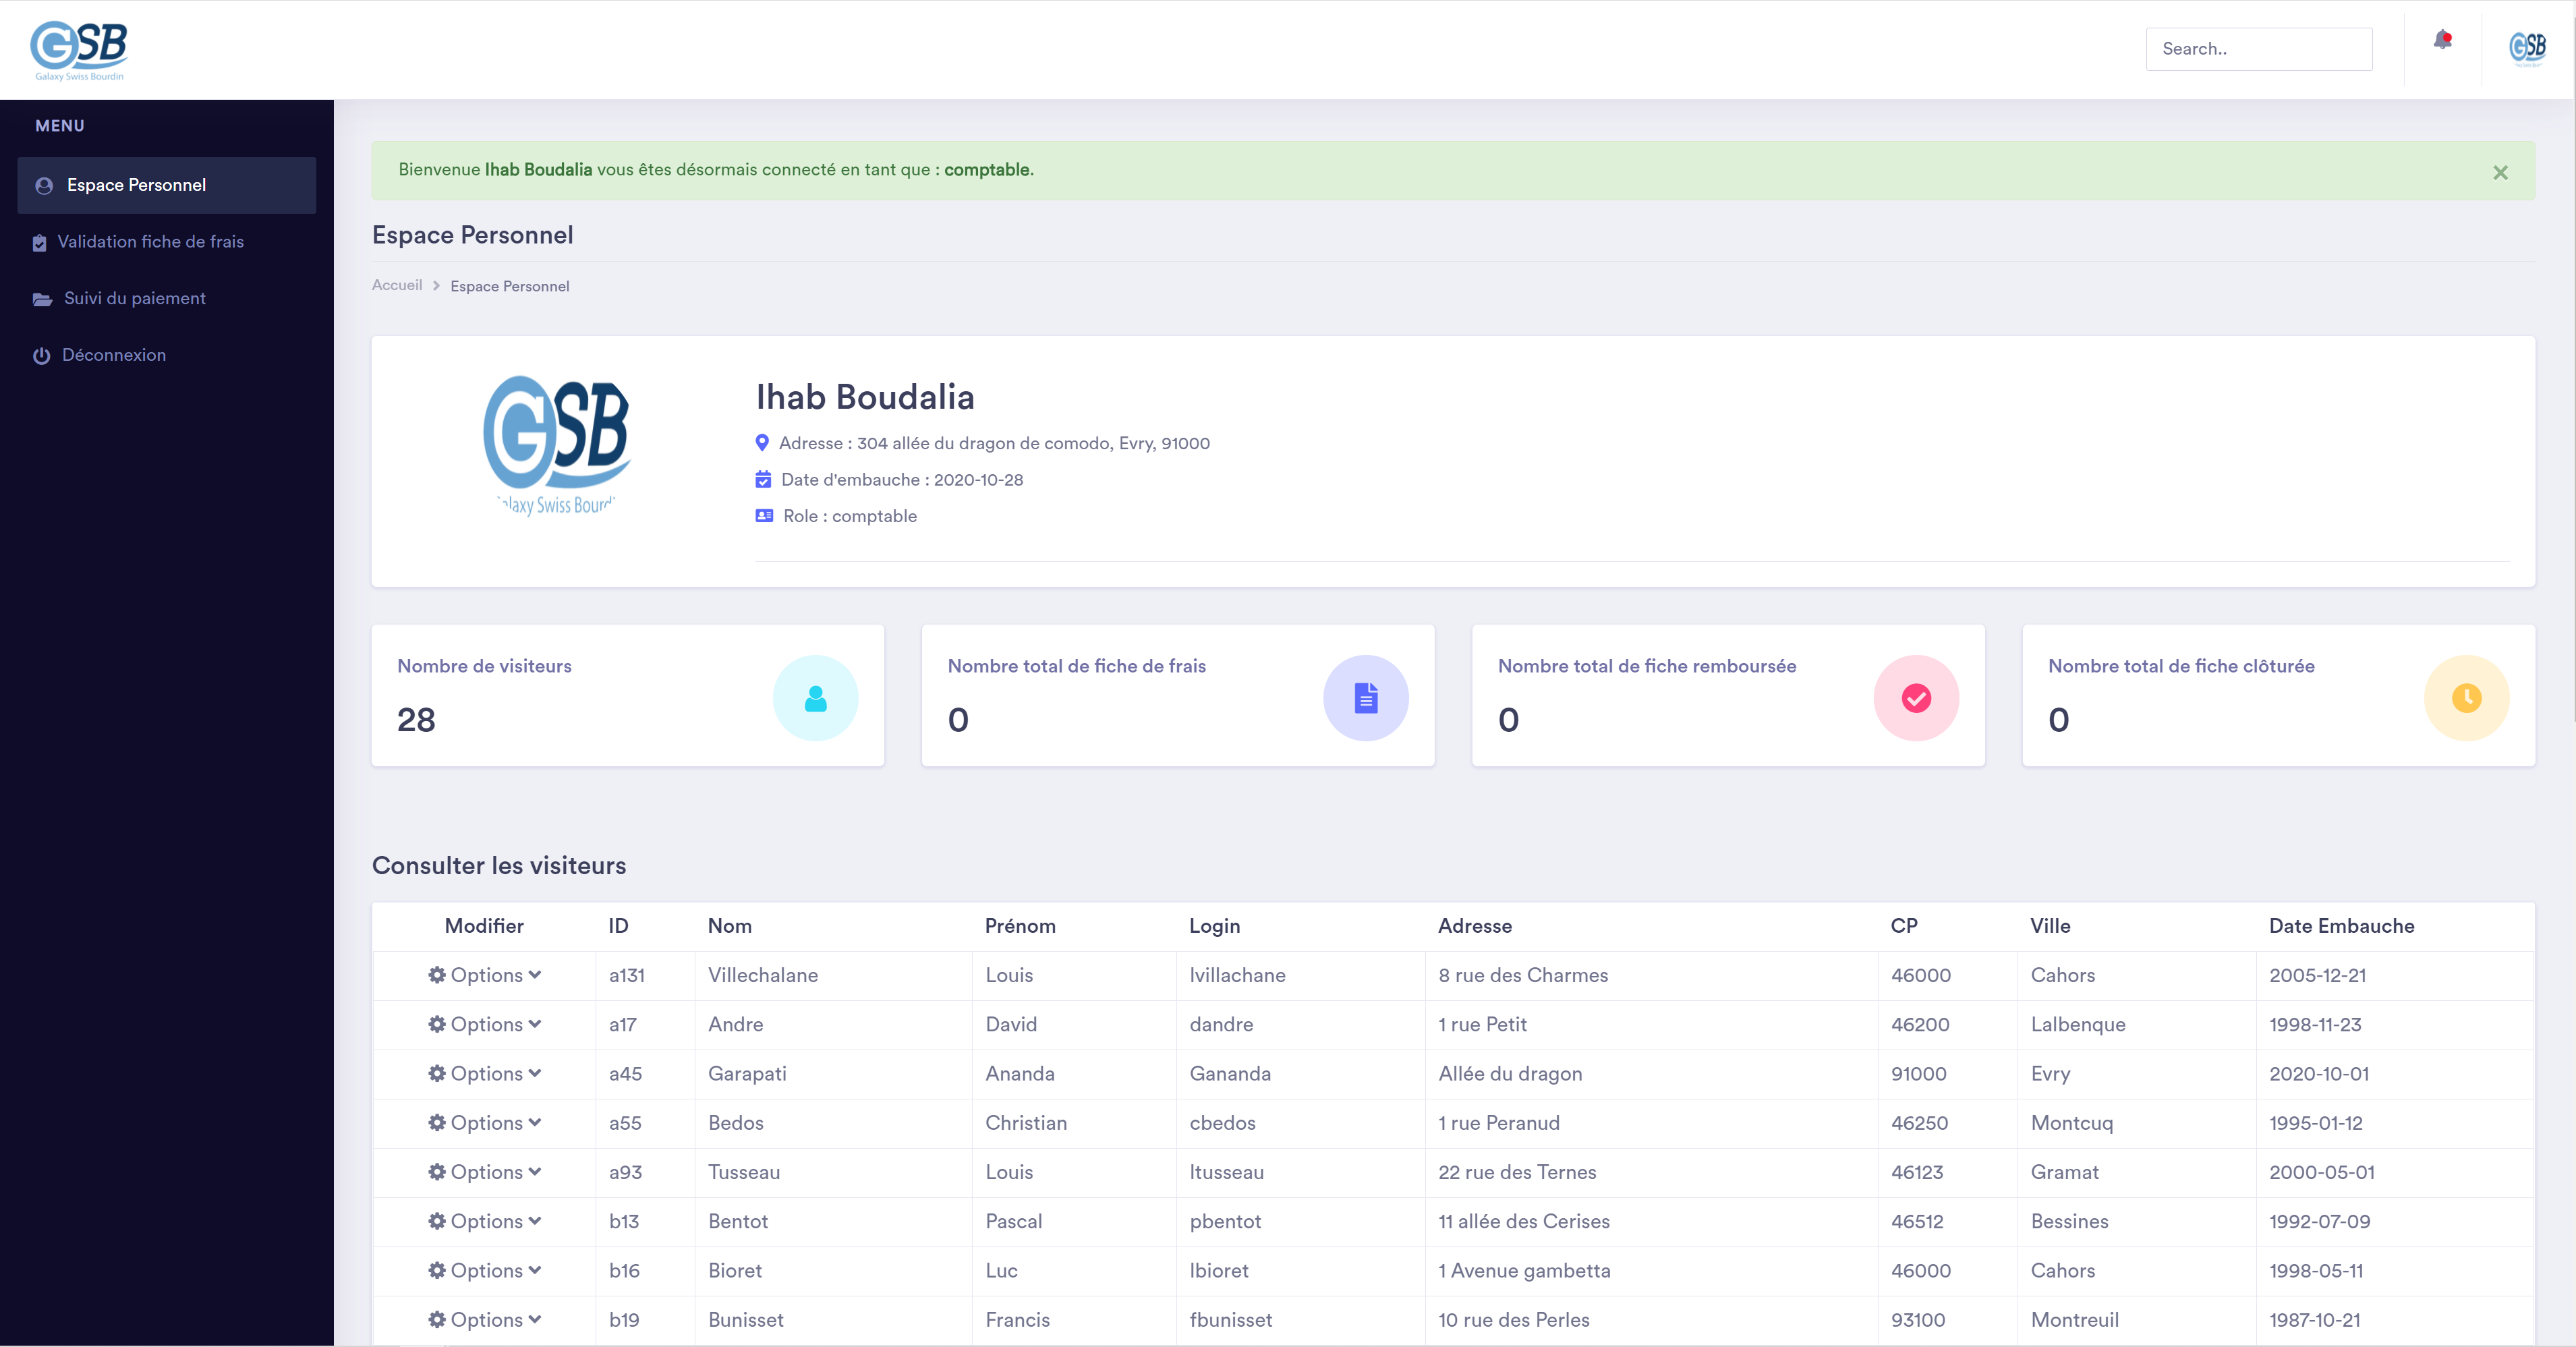 GSB
Galaxy Swiss Bourdin
Search..
GSB
MENU
Espace Personnel
Validation fiche de frais
Suivi du paiement
Déconnexion
Bienvenue Ihab Boudalia vous êtes désormais connecté en tant que : comptable.
Espace Personnel
Accueil > Espace Personnel
GSB
Galaxy Swiss Bourdi
Ihab Boudalia
Adresse : 304 allée du dragon de comodo, Evry, 91000
Date d'embauche : 2020-10-28
Role : comptable
Nombre de visiteurs
28
Nombre total de fiche de frais
0
Nombre total de fiche remboursée
0
Nombre total de fiche clôturée
0
Consulter les visiteurs
Modifier ID Nom Prénom Login Adresse CP Ville Date Embauche
Options a131 Villechalane Louis lvillachane 8 rue des Charmes 46000 Cahors 2005-12-21
Options a17 Andre David dandre 1 rue Petit 46200 Lalbenque 1998-11-23
Options a45 Garapati Ananda Gananda Allée du dragon 91000 Evry 2020-10-01
Options a55 Bedos Christian cbedos 1 rue Peranud 46250 Montcuq 1995-01-12
Options a93 Tusseau Louis ltusseau 22 rue des Ternes 46123 Gramat 2000-05-01
Options b13 Bentot Pascal pbentot 11 allée des Cerises 46512 Bessines 1992-07-09
Options b16 Bioret Luc lbioret 1 Avenue gambetta 46000 Cahors 1998-05-11
Options b19 Bunisset Francis fbunisset 10 rue des Perles 93100 Montreuil 1987-10-21